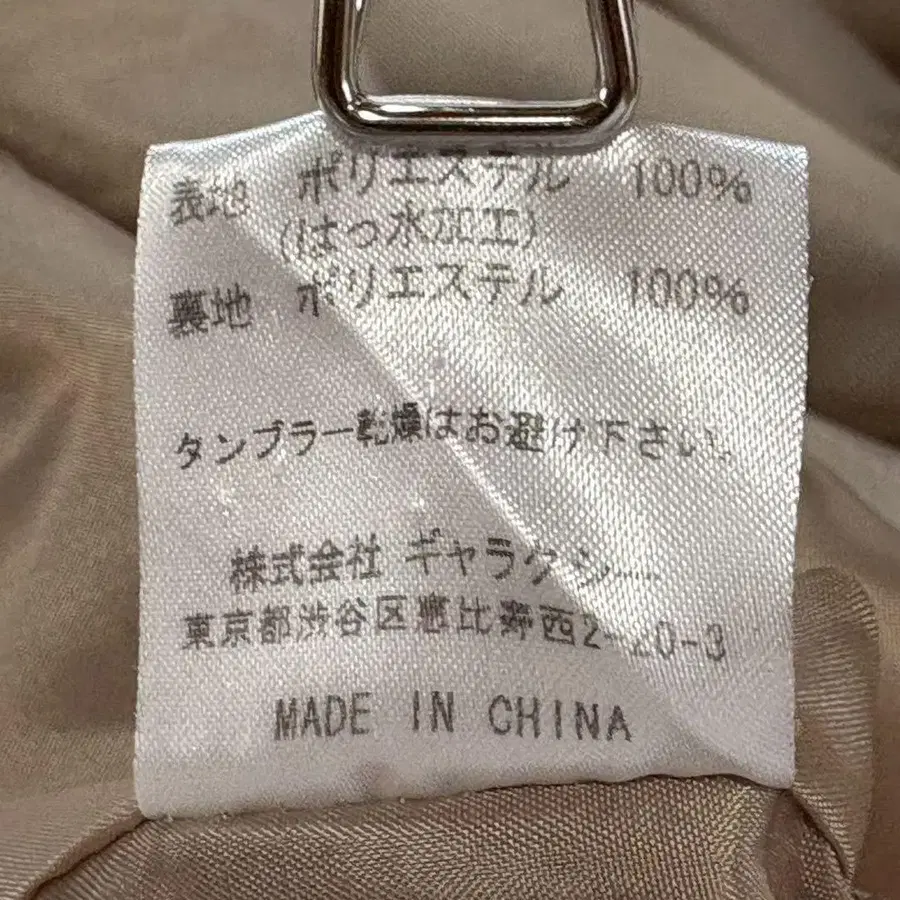 表地 ポリエステル 100%
(はっ水加工)
裏地 ポリエステル 100%
タンブラー乾燥はお避け下さい。
株式会社 ギャラクシー
東京都渋谷区恵比寿西2-20-3
MADE IN CHINA